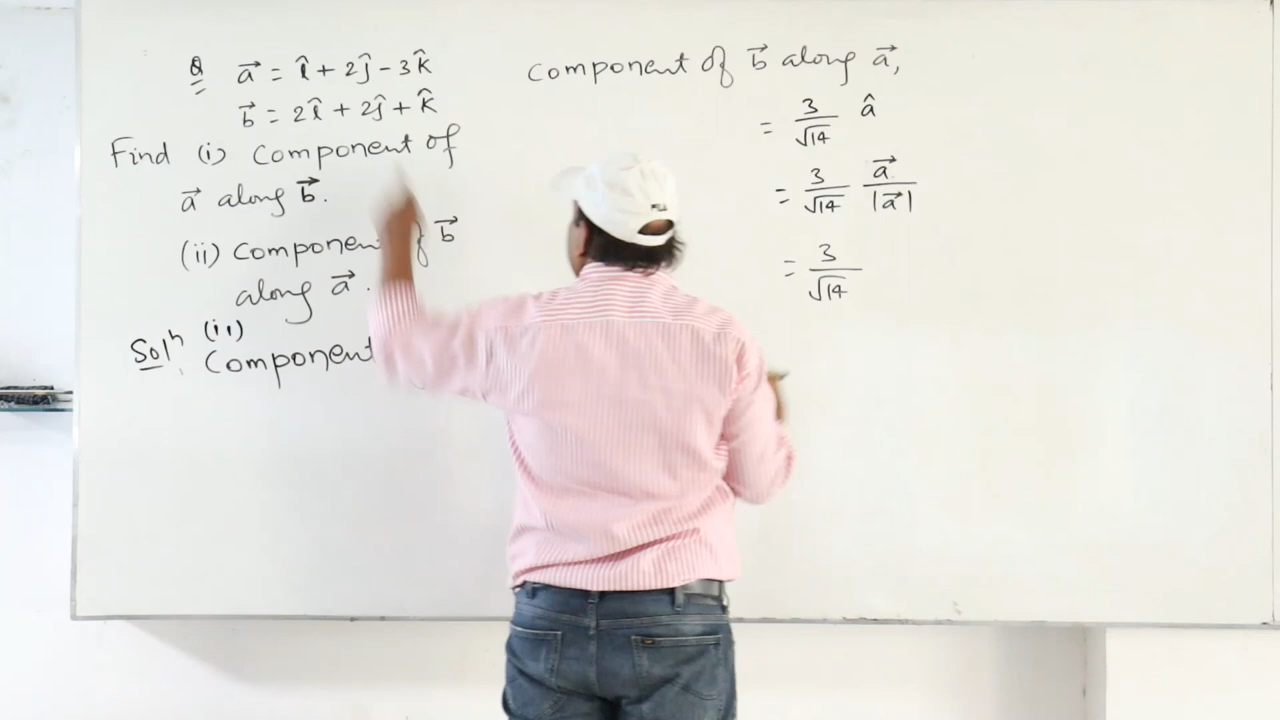 Q a⃗ = î + 2ĵ - 3k̂
b⃗ = 2î + 2ĵ + k̂
Find (i) Component of
a⃗ along b⃗.
(ii) Component of b⃗
along a⃗.
Solⁿ. (ii)
Component
component of b⃗ along a⃗,
= 3/√14 â
= 3/√14 a⃗/|a⃗|
= 3/√14